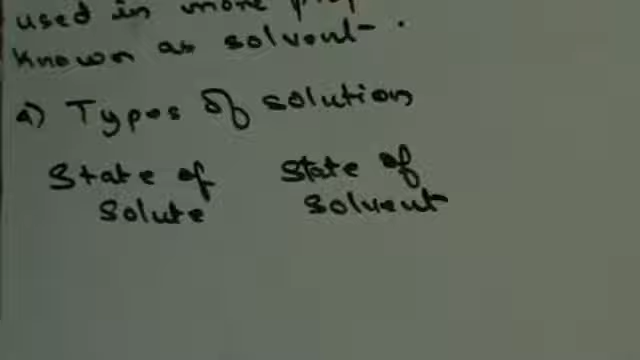 used in more
known as solvent .
a) Types of solution
State of State of
solute solvent